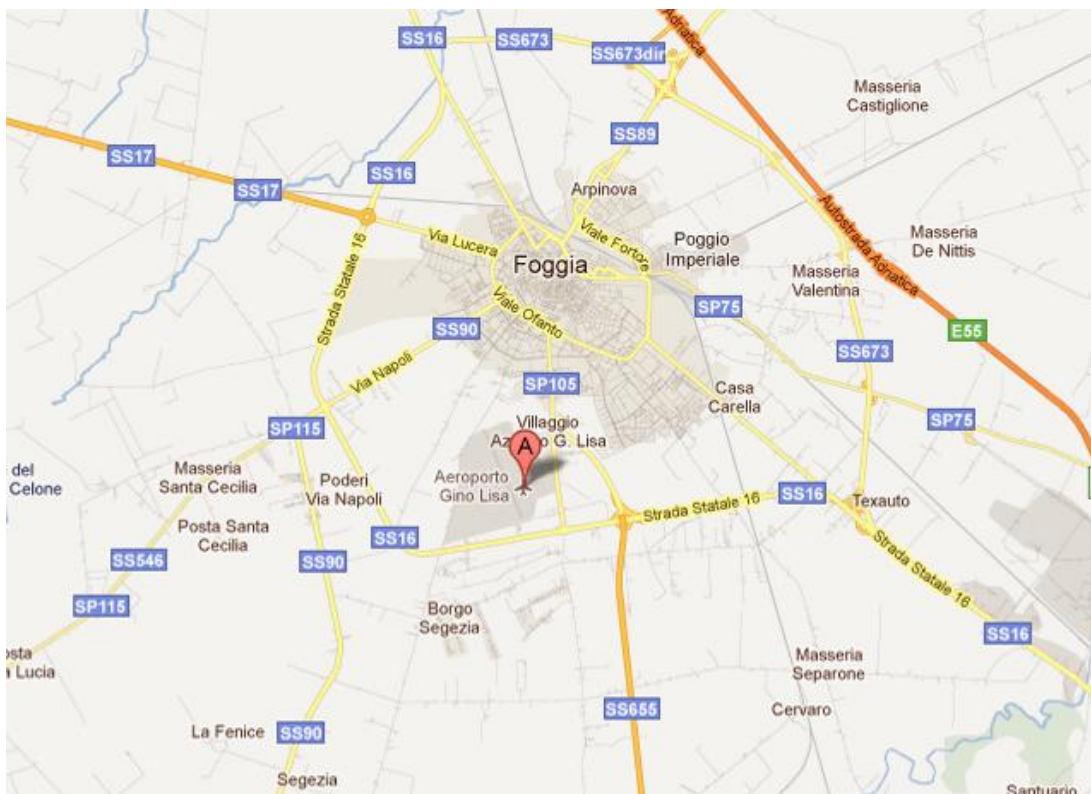 SS16
SS673
SS673dir
Adriatica
Masseria
Castiglione
SS89
SS17
SS17
SS16
Arpinova
Viale Fortore
Poggio
Imperiale
Via Lucera
Foggia
Masseria
De Nittis
Autostrada Adriatica
Masseria
Valentina
Strada Statale 16
Viale Ofanto
SS90
SP75
E55
SS673
Via Napoli
SP105
Casa
Carella
SP75
SP115
Villaggio
G. Lisa
A
del
Celone
Masseria
Santa Cecilia
Poderi
Via Napoli
Aeroporto
Gino Lisa
SS16
Texauto
Strada Statale 16
Posta Santa
Cecilia
SS16
SS546
SS90
Strada Statale 16
SP115
Borgo
Segezia
SS16
osta
a Lucia
Masseria
Separone
SS655
Cervaro
La Fenice
SS90
Segezia
Santuario